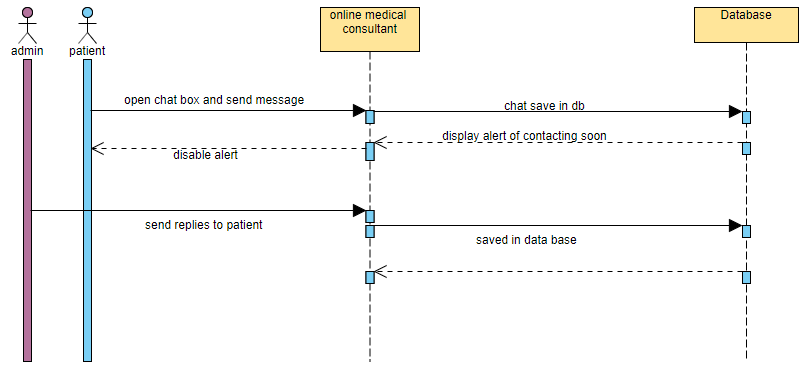 online medical
consultant
Database
admin
patient
open chat box and send message
chat save in db
display alert of contacting soon
disable alert
send replies to patient
saved in data base